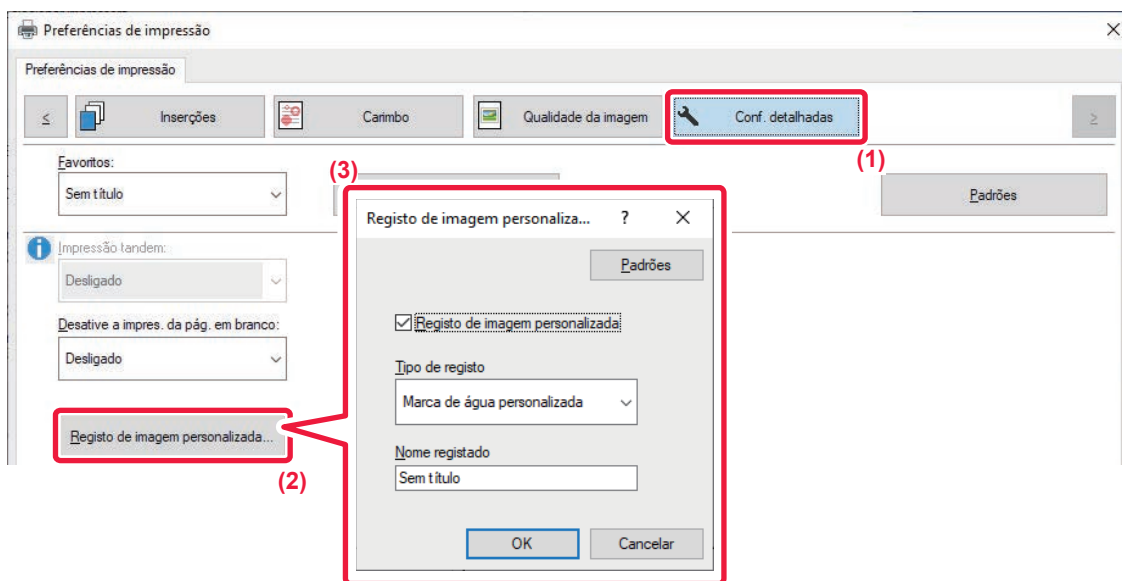 Preferências de impressão
Preferências de impressão
< Inserções Carimbo Qualidade da imagem Conf. detalhadas >
(1)
Favoritos:
(3)
Sem título
Padrões
Impressão tandem:
Desligado
Desative a impres. da pág. em branco:
Desligado
Registo de imagem personalizada...
(2)
Registo de imagem personaliza... ?
Padrões
Registo de imagem personalizada
Tipo de registo
Marca de água personalizada
Nome registado
Sem título
OK Cancelar